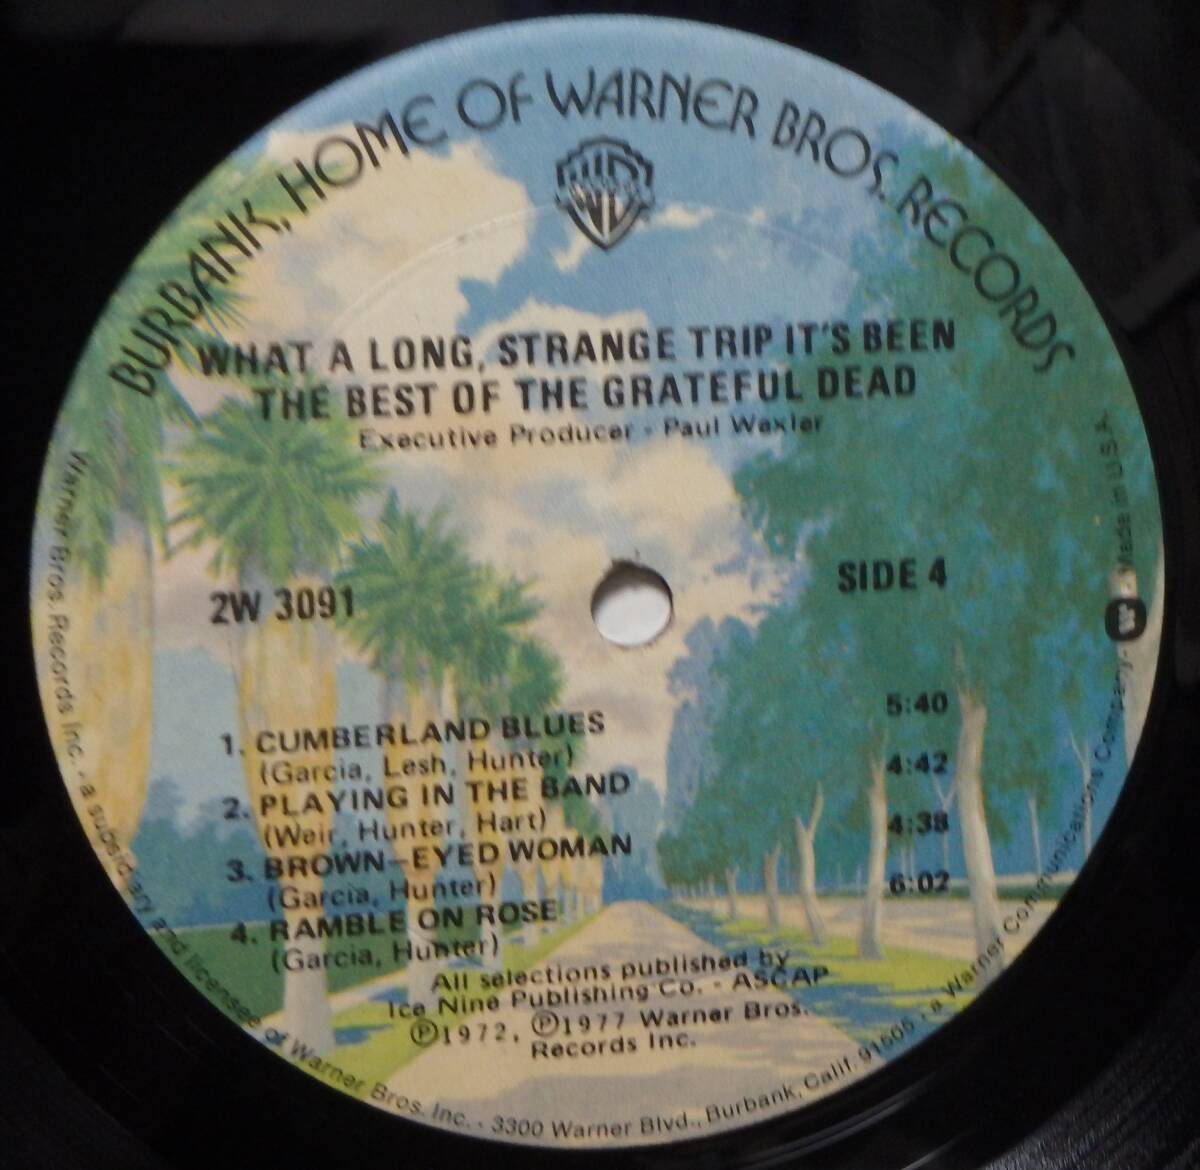 BURBANK, HOME OF WARNER BROS. RECORDS
WHAT A LONG, STRANGE TRIP IT'S BEEN
THE BEST OF THE GRATEFUL DEAD
Executive Producer - Paul Wexler
2W 3091
SIDE 4
1. CUMBERLAND BLUES 5:40
(Garcia, Lesh, Hunter)
2. PLAYING IN THE BAND 4:42
(Weir, Hunter, Hart)
3. BROWN-EYED WOMAN 4:38
(Garcia, Hunter)
4. RAMBLE ON ROSE 6:02
(Garcia, Hunter)
All selections published by
Ice Nine Publishing Co. - ASCAP
℗1972, ℗1977 Warner Bros.
Records Inc.
Warner Bros. Records Inc. - a subsidiary and licensee of Warner Bros. Inc. - 3300 Warner Blvd., Burbank, Calif. 91505 - a Warner Communications Company - W - Made in U.S.A.